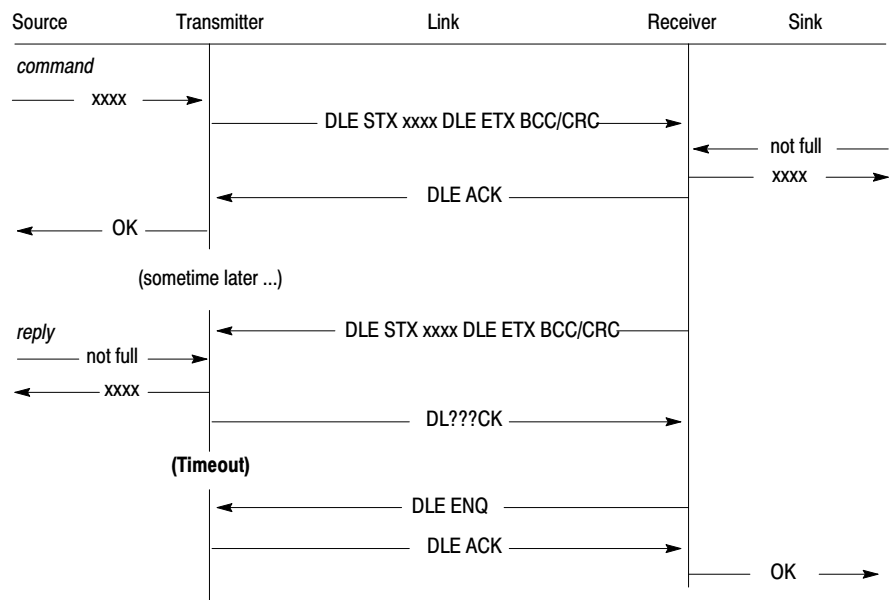 Source Transmitter Link Receiver Sink
command
xxxx
DLE STX xxxx DLE ETX BCC/CRC
not full
xxxx
DLE ACK
OK
(sometime later ...)
DLE STX xxxx DLE ETX BCC/CRC
reply
not full
xxxx
DL???CK
(Timeout)
DLE ENQ
DLE ACK
OK